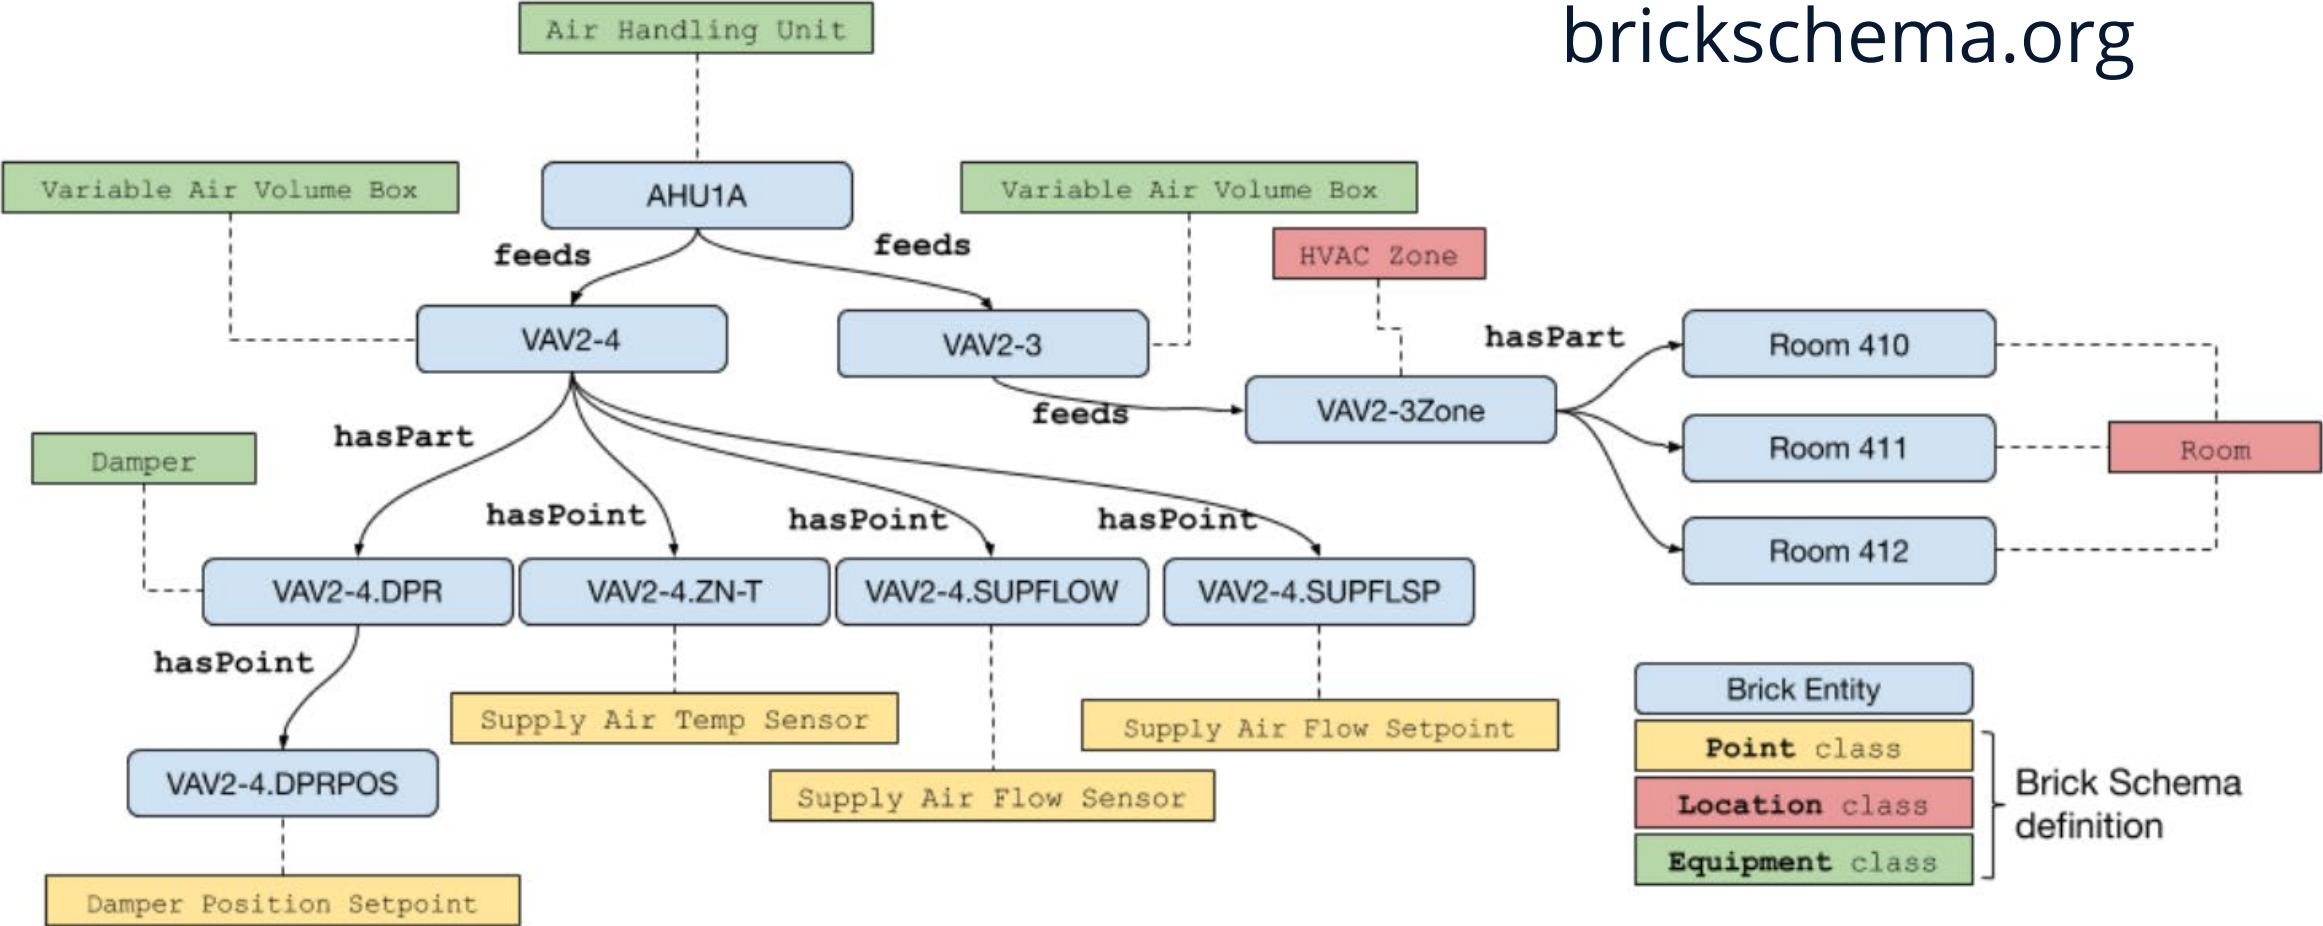 brickschema.org
Air Handling Unit
Variable Air Volume Box
AHU1A
Variable Air Volume Box
feeds
feeds
HVAC Zone
VAV2-4
VAV2-3
hasPart
Room 410
feeds
VAV2-3Zone
Room 411
Room
Room 412
Damper
hasPart
hasPoint
hasPoint
hasPoint
VAV2-4.DPR
VAV2-4.ZN-T
VAV2-4.SUPFLOW
VAV2-4.SUPFLSP
hasPoint
Supply Air Temp Sensor
Supply Air Flow Setpoint
VAV2-4.DPRPOS
Supply Air Flow Sensor
Damper Position Setpoint
Brick Entity
Point class
Location class
Equipment class
Brick Schema
definition